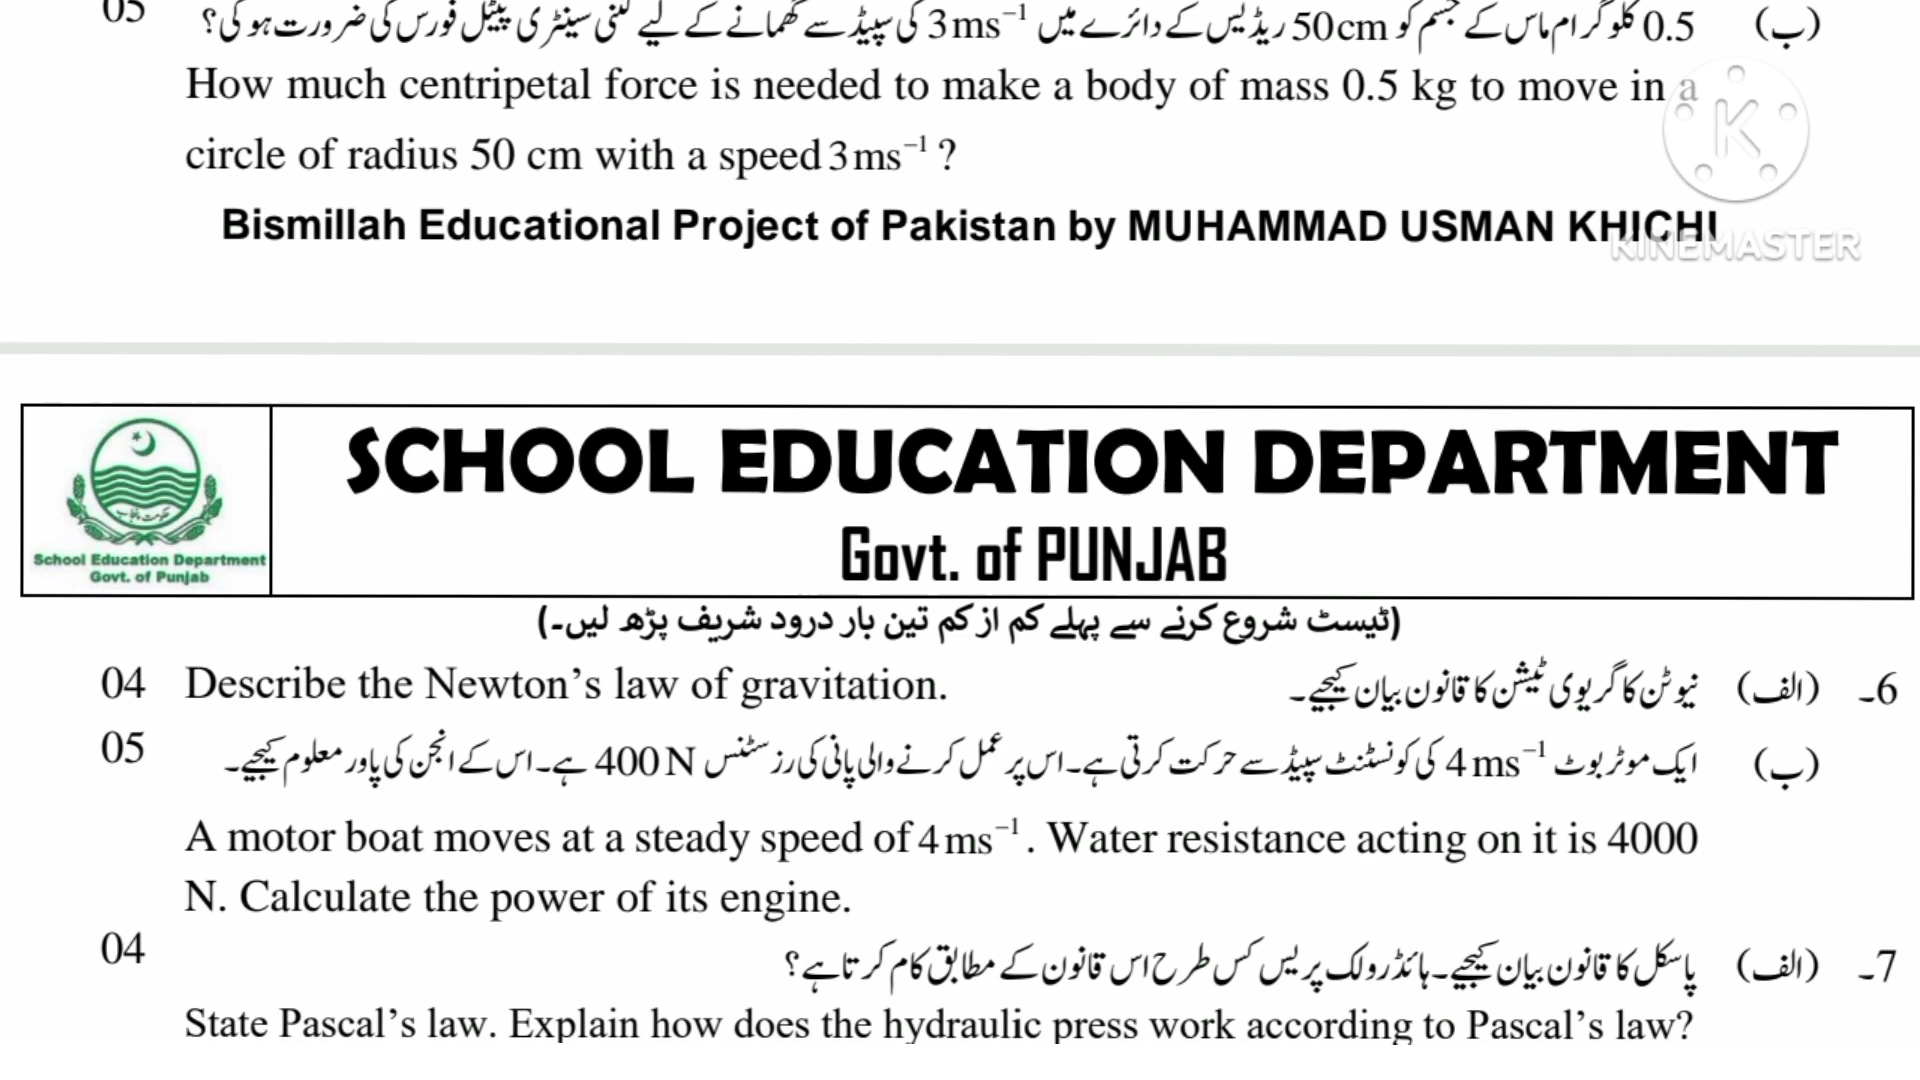 (ب) 0.5 کلوگرام ماس کے جسم کو 50cm ریڈیس کے دائرے میں 3ms⁻¹ کی سپیڈ سے گھمانے کے لیے کتنی سینٹری پیٹل فورس کی ضرورت ہوگی؟ 05
How much centripetal force is needed to make a body of mass 0.5 kg to move in a
circle of radius 50 cm with a speed 3ms⁻¹ ?
Bismillah Educational Project of Pakistan by MUHAMMAD USMAN KHICHI
K
KINEMASTER
SCHOOL EDUCATION DEPARTMENT
Govt. of PUNJAB
حکومت پنجاب
School Education Department
Govt. of Punjab
(ٹیسٹ شروع کرنے سے پہلے کم از کم تین بار درود شریف پڑھ لیں۔)
6۔ (الف) نیوٹن کا گریوی ٹیشن کا قانون بیان کیجیے۔ Describe the Newton's law of gravitation. 04
(ب) ایک موٹر بوٹ 4ms⁻¹ کی کونسٹنٹ سپیڈ سے حرکت کرتی ہے۔ اس پر عمل کرنے والی پانی کی رزسٹنس 400N ہے۔ اس کے انجن کی پاور معلوم کیجیے۔ 05
A motor boat moves at a steady speed of 4ms⁻¹. Water resistance acting on it is 4000
N. Calculate the power of its engine.
7۔ (الف) پاسکل کا قانون بیان کیجیے۔ ہائڈرولک پریس کس طرح اس قانون کے مطابق کام کرتا ہے؟ 04
State Pascal's law. Explain how does the hydraulic press work according to Pascal's law?